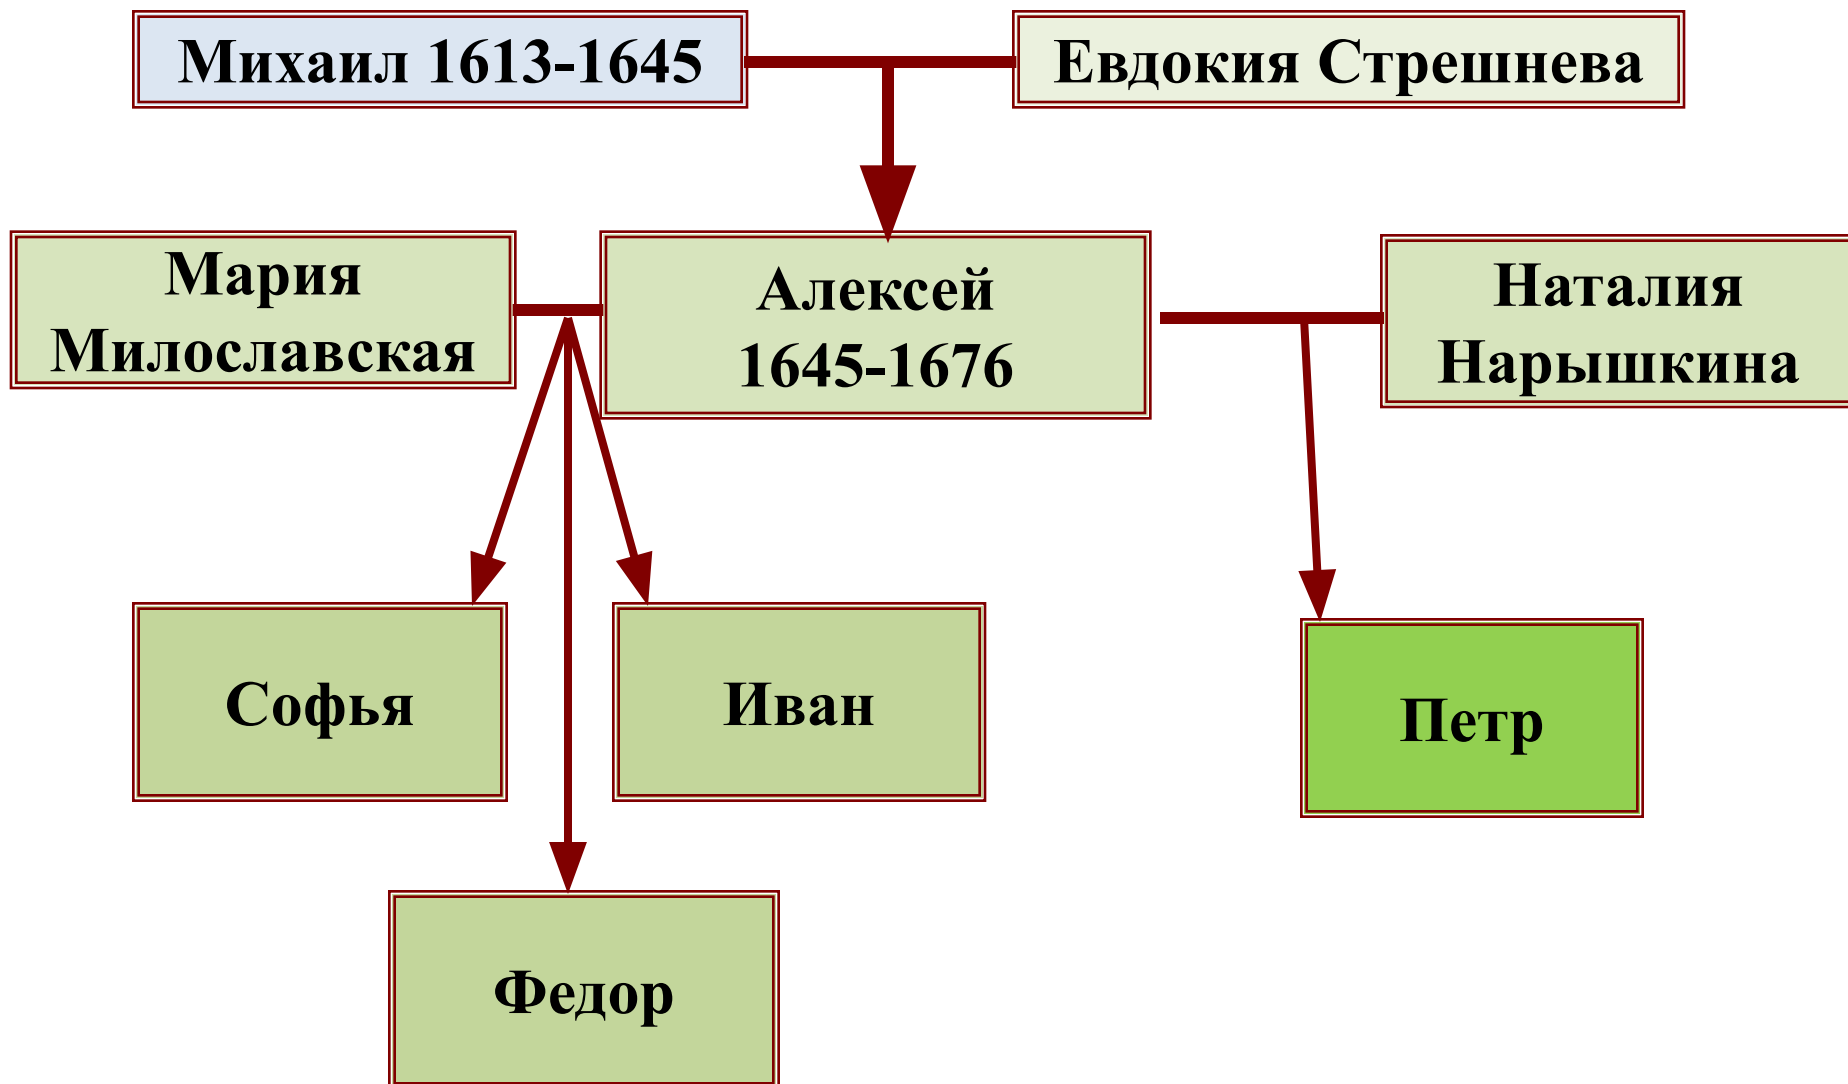 Михаил 1613-1645
Евдокия Стрешнева
Мария
Милославская
Алексей
1645-1676
Наталия
Нарышкина
Софья
Иван
Петр
Федор